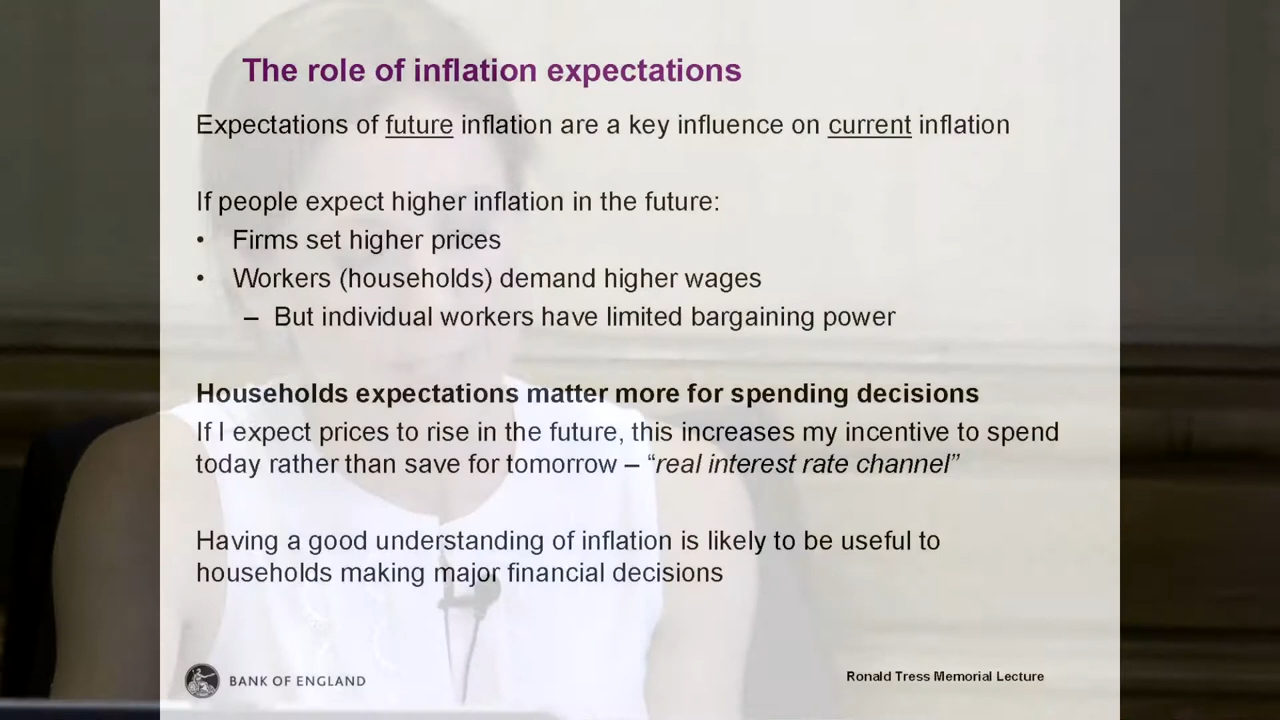 The role of inflation expectations
Expectations of future inflation are a key influence on current inflation
If people expect higher inflation in the future:
• Firms set higher prices
• Workers (households) demand higher wages
– But individual workers have limited bargaining power
Households expectations matter more for spending decisions
If I expect prices to rise in the future, this increases my incentive to spend
today rather than save for tomorrow – “real interest rate channel”
Having a good understanding of inflation is likely to be useful to
households making major financial decisions
BANK OF ENGLAND
Ronald Tress Memorial Lecture